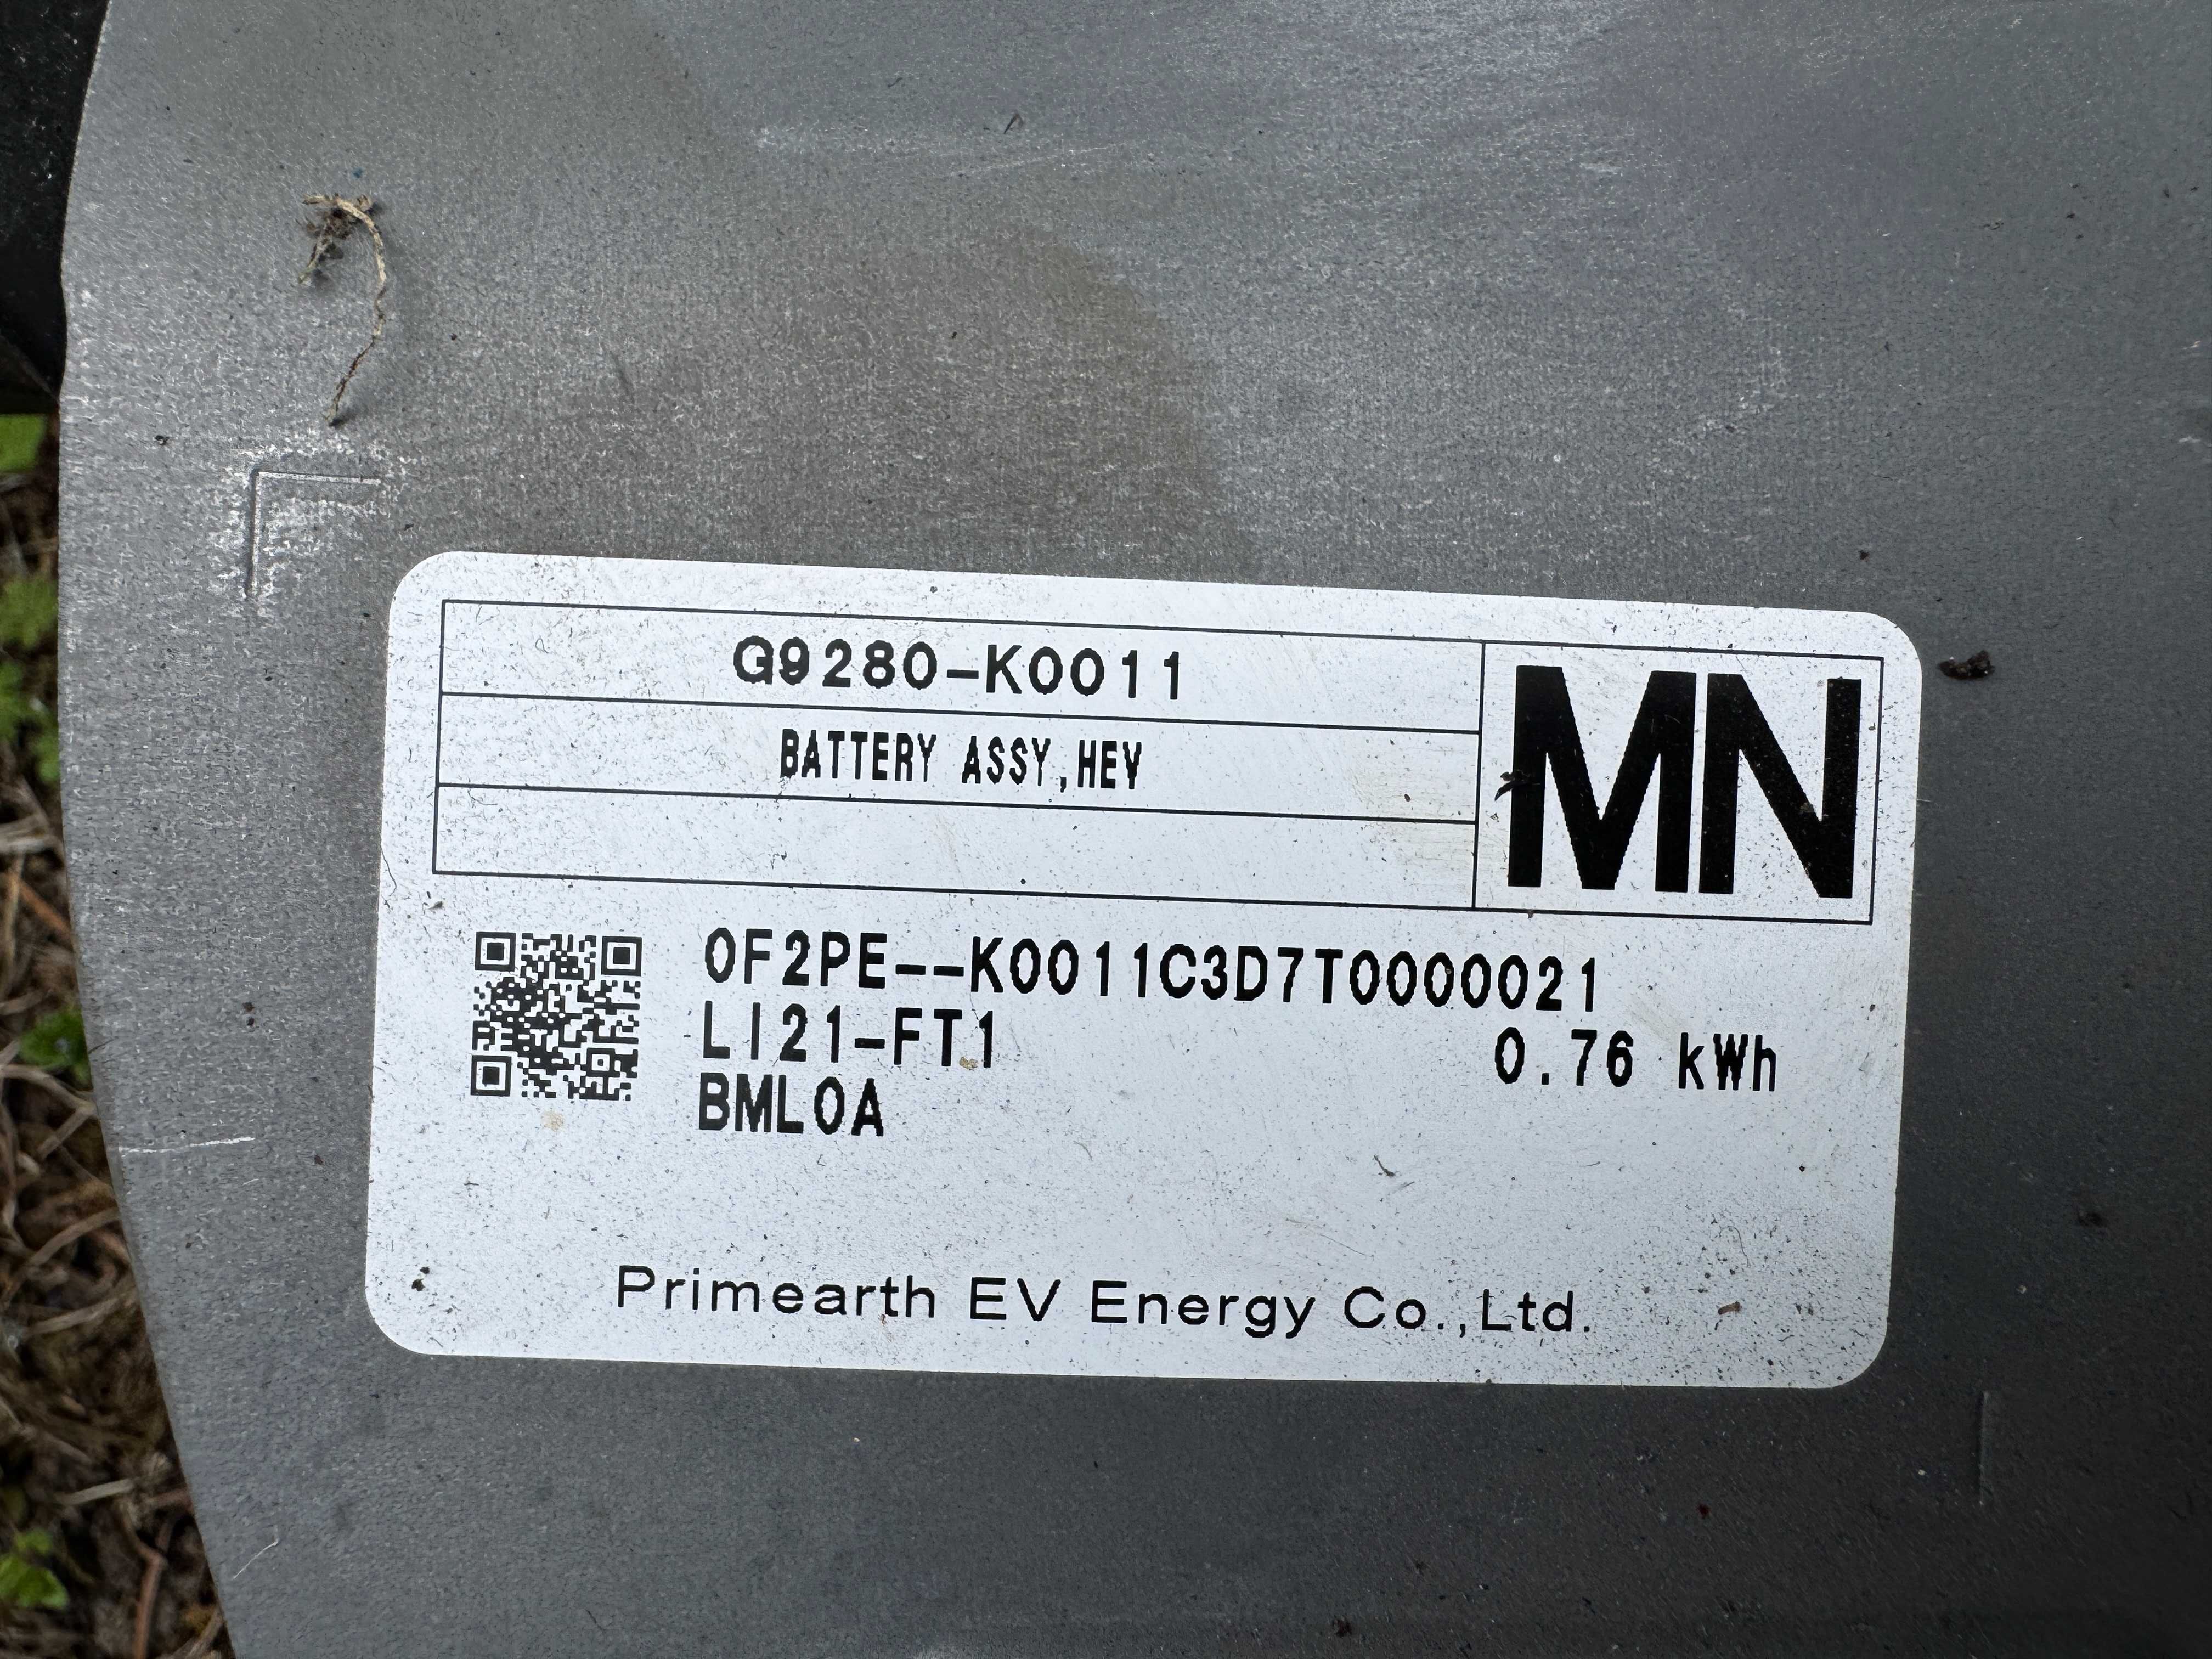 G9280-K0011
MN
BATTERY ASSY,HEV
0F2PE--K0011C3D7T0000021
LI21-FT1
0.76 kWh
BML0A
Primearth EV Energy Co.,Ltd.